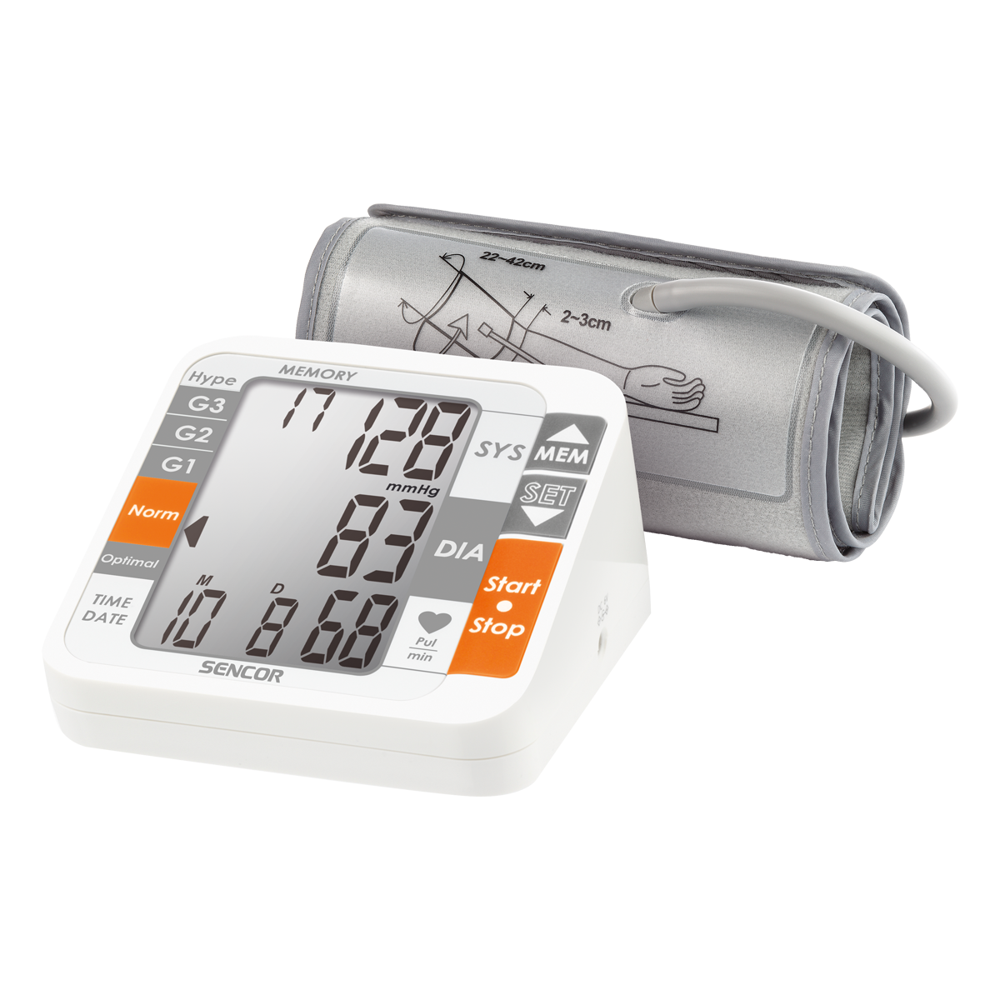 22~42cm
2~3cm
MEMORY
Hype
G3
G2
G1
Norm
Optimal
TIME
DATE
17
128
mmHg
83
M
D
10 8 68
SYS
DIA
Pul
min
MEM
SET
Start
Stop
SENCOR